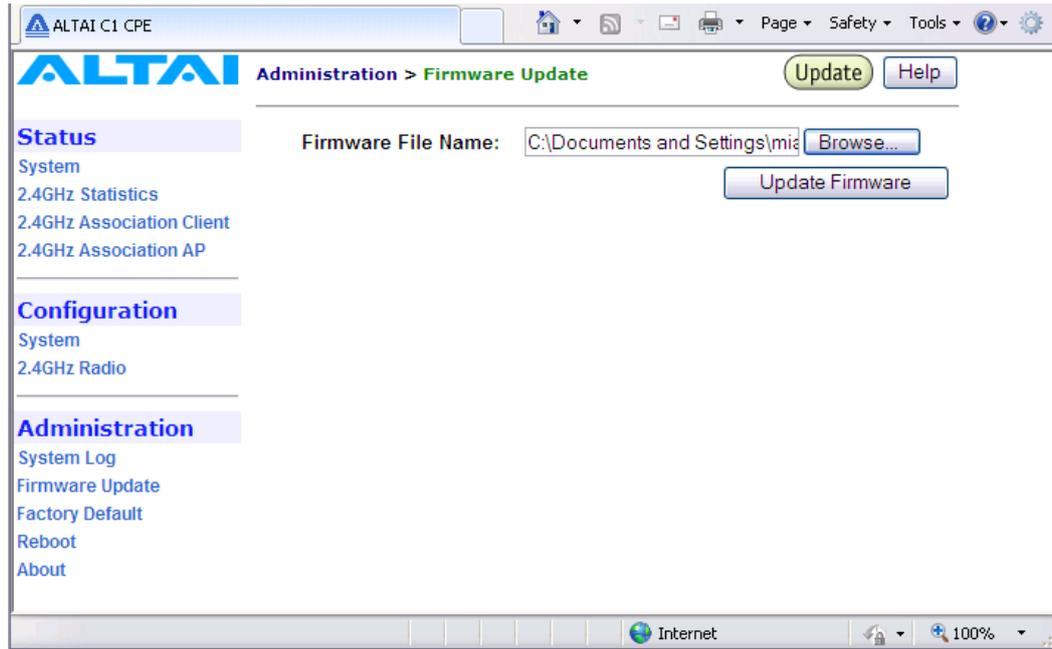 ALTAI C1 CPE
Page Safety Tools
ALTAI
Administration > Firmware Update
Update
Help
Status
System
2.4GHz Statistics
2.4GHz Association Client
2.4GHz Association AP
Firmware File Name: C:\Documents and Settings\mia Browse...
Update Firmware
Configuration
System
2.4GHz Radio
Administration
System Log
Firmware Update
Factory Default
Reboot
About
Internet
100%